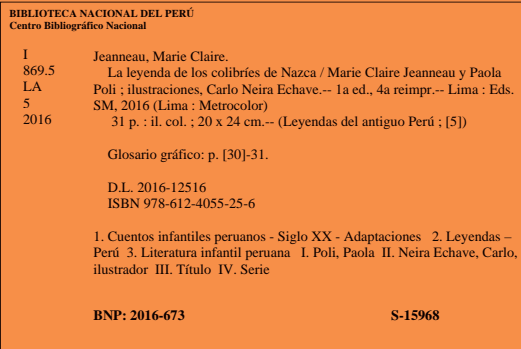 BIBLIOTECA NACIONAL DEL PERÚ
Centro Bibliográfico Nacional
I
869.5
LA
5
2016
Jeanneau, Marie Claire.
La leyenda de los colibríes de Nazca / Marie Claire Jeanneau y Paola
Poli ; ilustraciones, Carlo Neira Echave.-- 1a ed., 4a reimpr.-- Lima : Eds.
SM, 2016 (Lima : Metrocolor)
31 p. : il. col. ; 20 x 24 cm.-- (Leyendas del antiguo Perú ; [5])
Glosario gráfico: p. [30]-31.
D.L. 2016-12516
ISBN 978-612-4055-25-6
1. Cuentos infantiles peruanos - Siglo XX - Adaptaciones 2. Leyendas –
Perú 3. Literatura infantil peruana I. Poli, Paola II. Neira Echave, Carlo,
ilustrador III. Título IV. Serie
BNP: 2016-673 S-15968